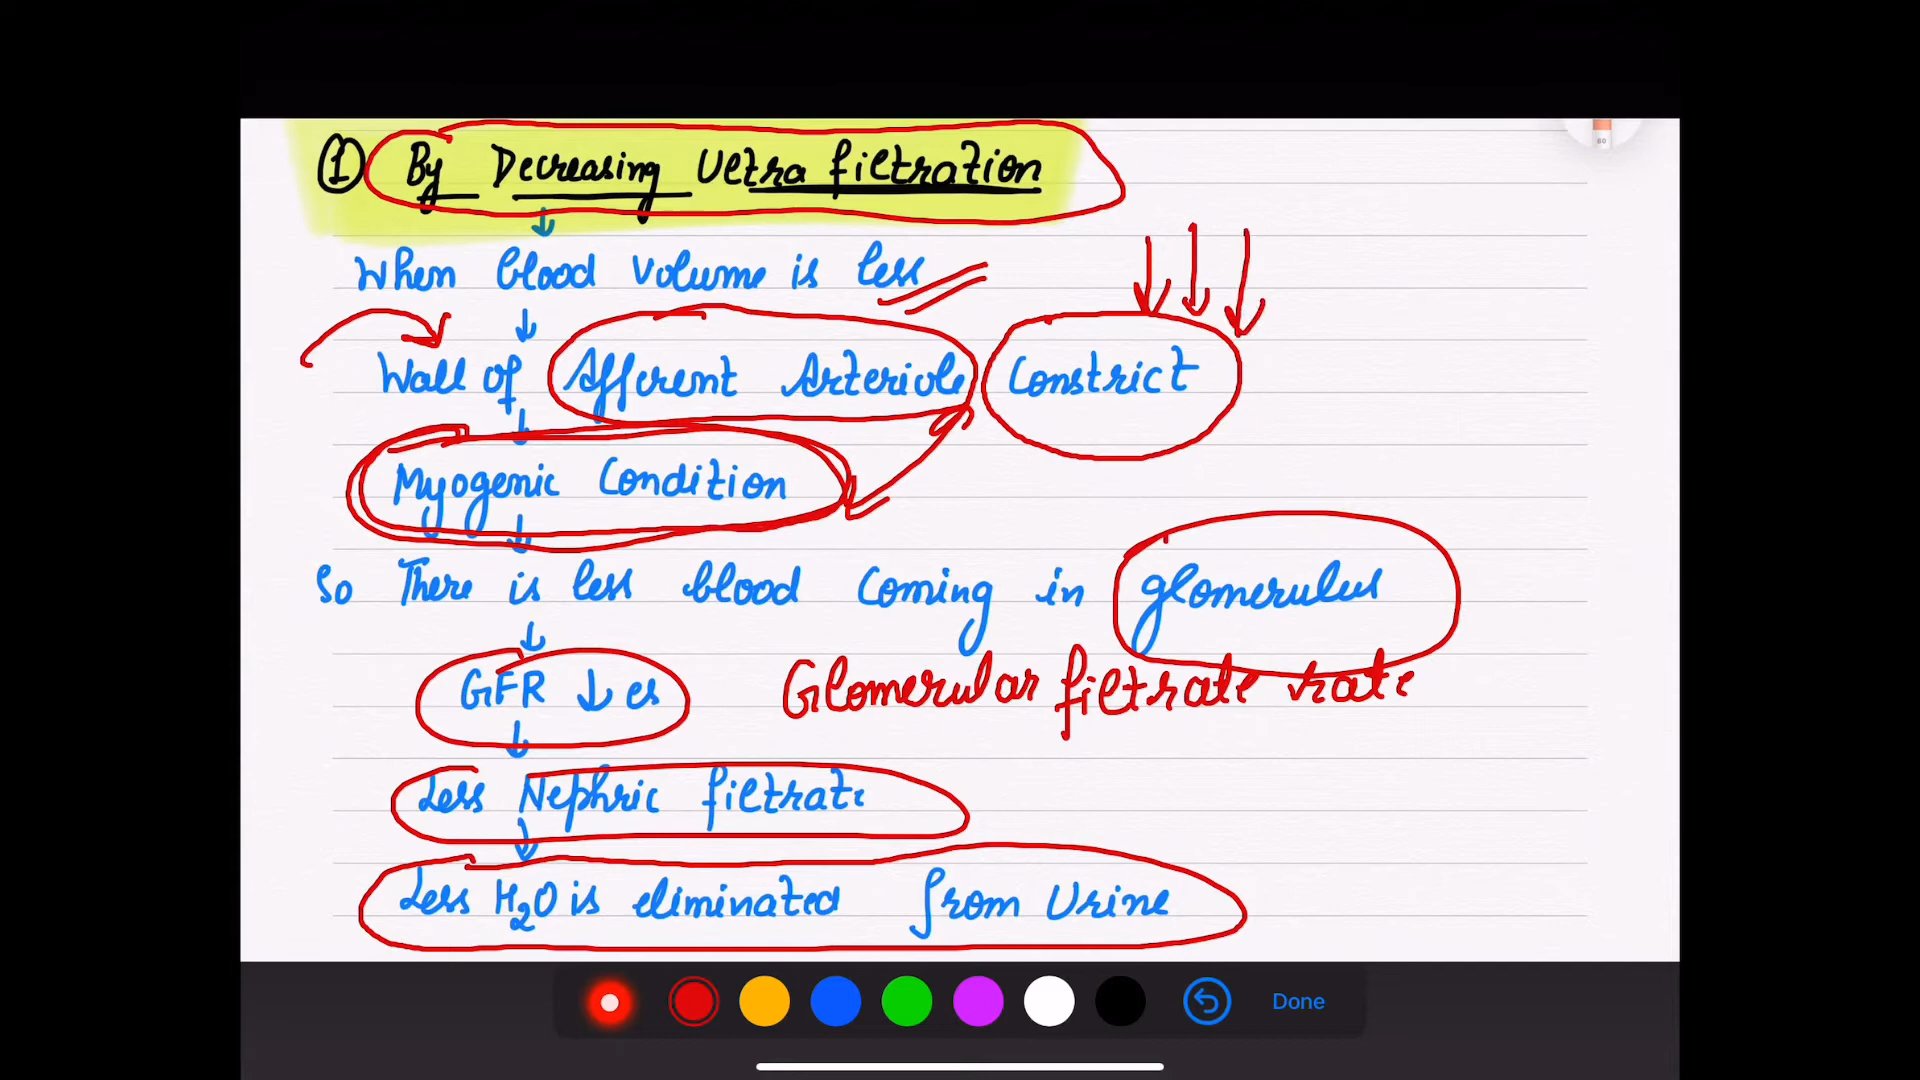 ① By Decreasing Ultra filtration
↓
When blood volume is less
↓
Wall of Afferent Arteriole Constrict
↓
Myogenic Condition
↓
So There is less blood Coming in glomerulus
↓
GFR ↓ es Glomerular filtrate rate
↓
Less Nephric filtrate
↓
Less H₂O is eliminated from Urine
Done